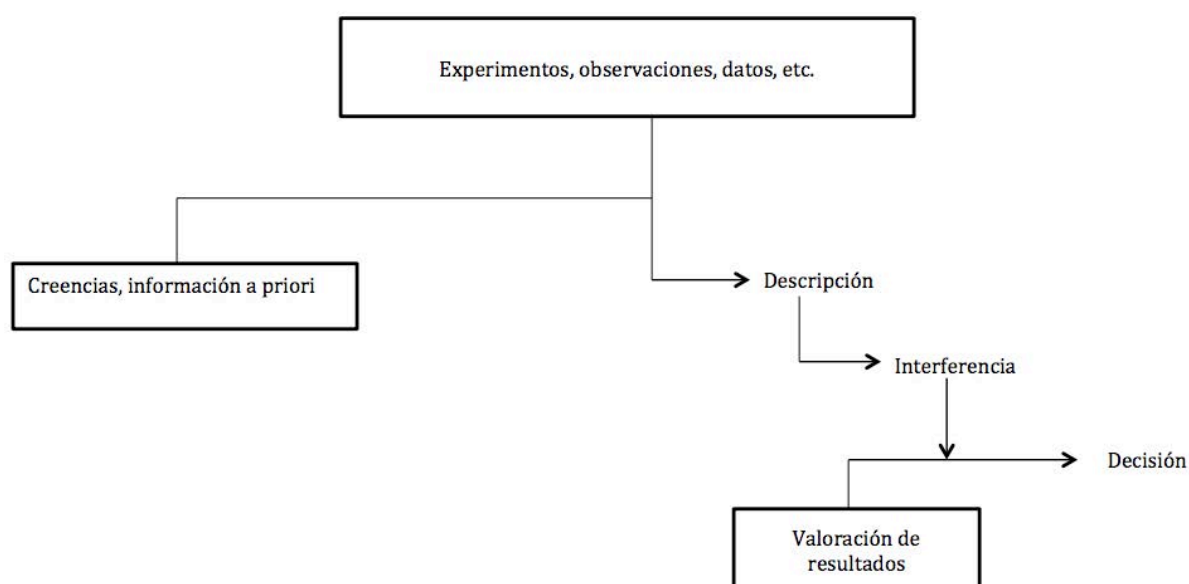 Experimentos, observaciones, datos, etc.
Creencias, información a priori
Descripción
Interferencia
Decisión
Valoración de
resultados